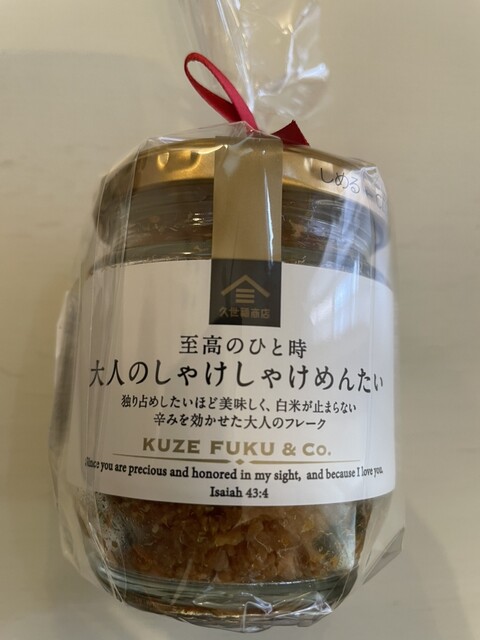 しめる
久世福商店
至高のひと時
大人のしゃけしゃけめんたい
独り占めしたいほど美味しく、白米が止まらない
辛みを効かせた大人のフレーク
KUZE FUKU & Co.
Since you are precious and honored in my sight, and because I love you.
Isaiah 43:4